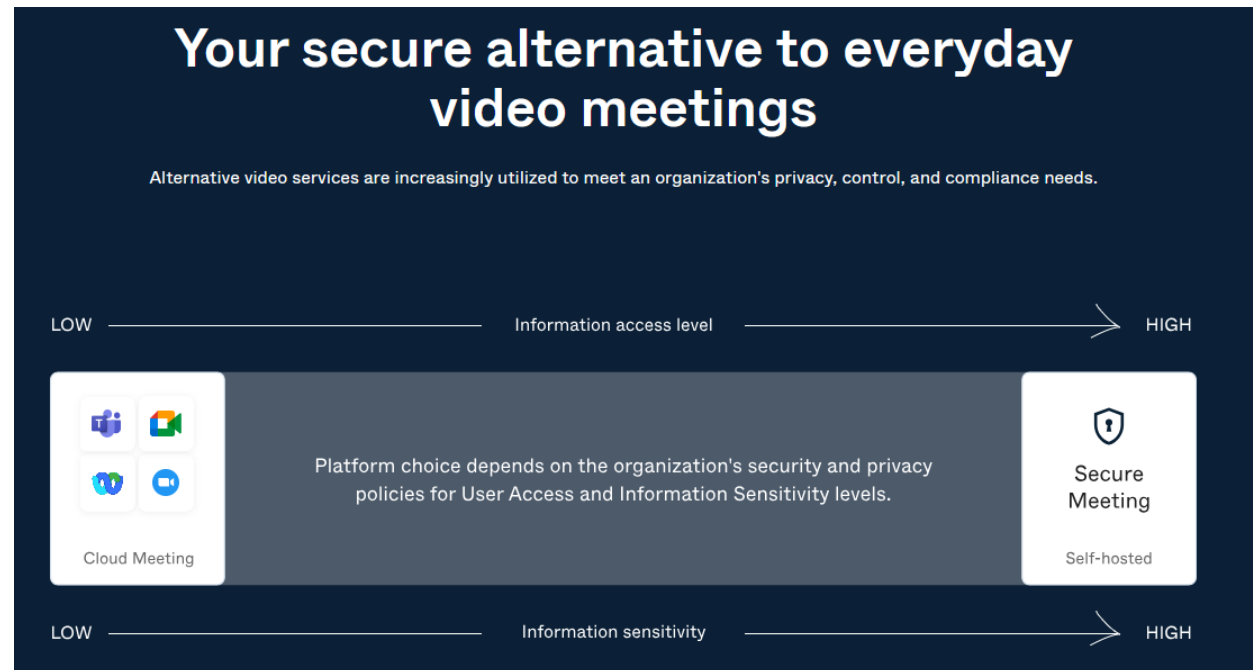 Your secure alternative to everyday
video meetings
Alternative video services are increasingly utilized to meet an organization's privacy, control, and compliance needs.
LOW Information access level HIGH
Platform choice depends on the organization's security and privacy
policies for User Access and Information Sensitivity levels.
T
Secure
Meeting
Cloud Meeting
Self-hosted
LOW Information sensitivity HIGH